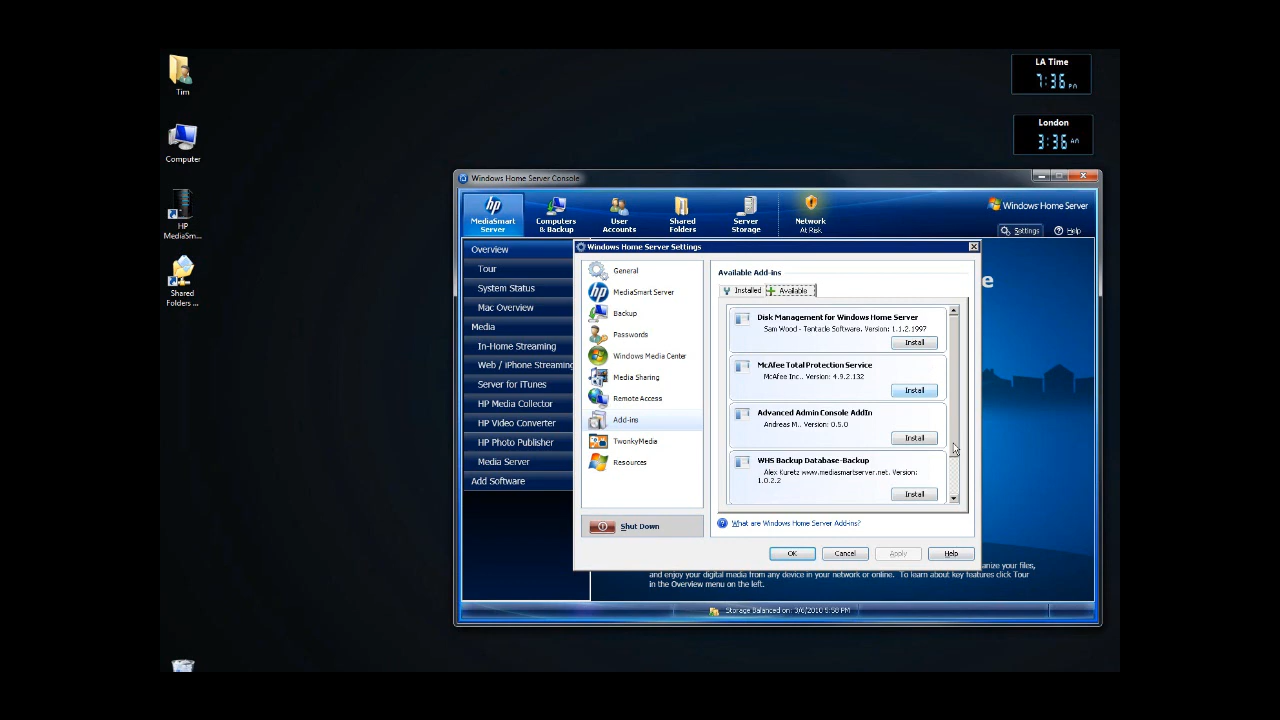 Tim
Computer
HP
MediaSm...
Shared
Folders ...
LA Time
7:36 PM
London
3:36 AM
Windows Home Server Console
hp
MediaSmart
Server
Computers
& Backup
User
Accounts
Shared
Folders
Server
Storage
Network
At Risk
Windows Home Server
Settings
Help
Overview
Tour
System Status
Mac Overview
Media
In-Home Streaming
Web / iPhone Streaming
Server for iTunes
HP Media Collector
HP Video Converter
HP Photo Publisher
Media Server
Add Software
e
Windows Home Server Settings
General
hp
MediaSmart Server
Backup
Passwords
Windows Media Center
Media Sharing
Remote Access
Add-ins
TwonkyMedia
Resources
Shut Down
Available Add-ins
Installed
Available
Disk Management for Windows Home Server
Sam Wood - Tentacle Software, Version: 1.1.2.1997
Install
McAfee Total Protection Service
McAfee Inc., Version: 4.9.2.132
Install
Advanced Admin Console AddIn
Andreas M., Version: 0.5.0
Install
WHS Backup Database-Backup
Alex Kuretz www.mediasmartserver.net, Version:
1.0.2.2
Install
What are Windows Home Server Add-ins?
OK
Cancel
Apply
Help
anize your files,
and enjoy your digital media from any device in your network or online. To learn about key features click Tour
in the Overview menu on the left.
Storage Balanced on: 3/6/2010 5:58 PM